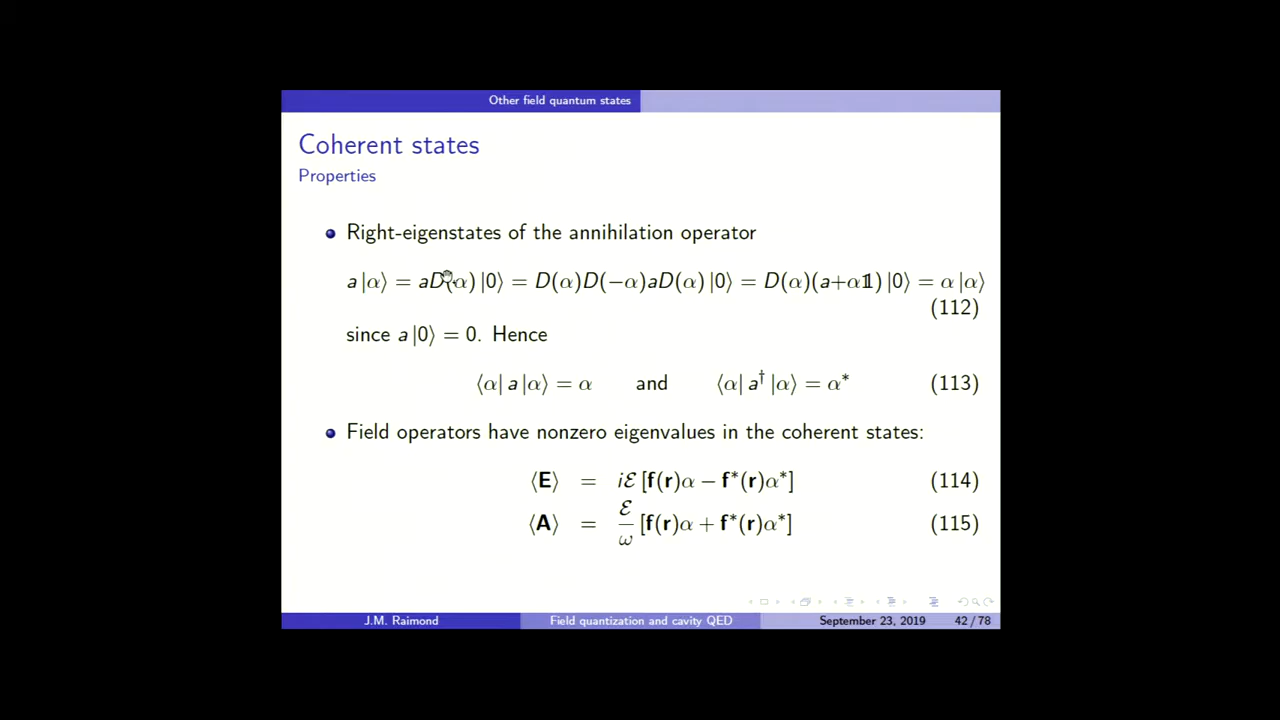 Other field quantum states
Coherent states
Properties
Right-eigenstates of the annihilation operator
a |α⟩ = aD(α) |0⟩ = D(α)D(−α)aD(α) |0⟩ = D(α)(a+α𝟙) |0⟩ = α |α⟩
(112)
since a |0⟩ = 0. Hence
⟨α| a |α⟩ = α and ⟨α| a† |α⟩ = α* (113)
Field operators have nonzero eigenvalues in the coherent states:
⟨E⟩ = iℰ [f(r)α − f*(r)α*] (114)
⟨A⟩ = ℰ/ω [f(r)α + f*(r)α*] (115)
J.M. Raimond Field quantization and cavity QED September 23, 2019 42 / 78